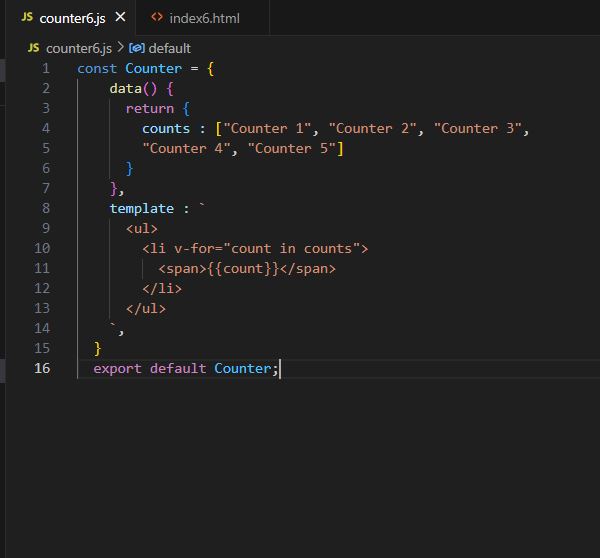 JS counter6.js × <> index6.html
JS counter6.js > default
1 const Counter = {
2 data() {
3 return {
4 counts : ["Counter 1", "Counter 2", "Counter 3",
5 "Counter 4", "Counter 5"]
6 }
7 },
8 template : `
9 <ul>
10 <li v-for="count in counts">
11 <span>{{count}}</span>
12 </li>
13 </ul>
14 `,
15 }
16 export default Counter;